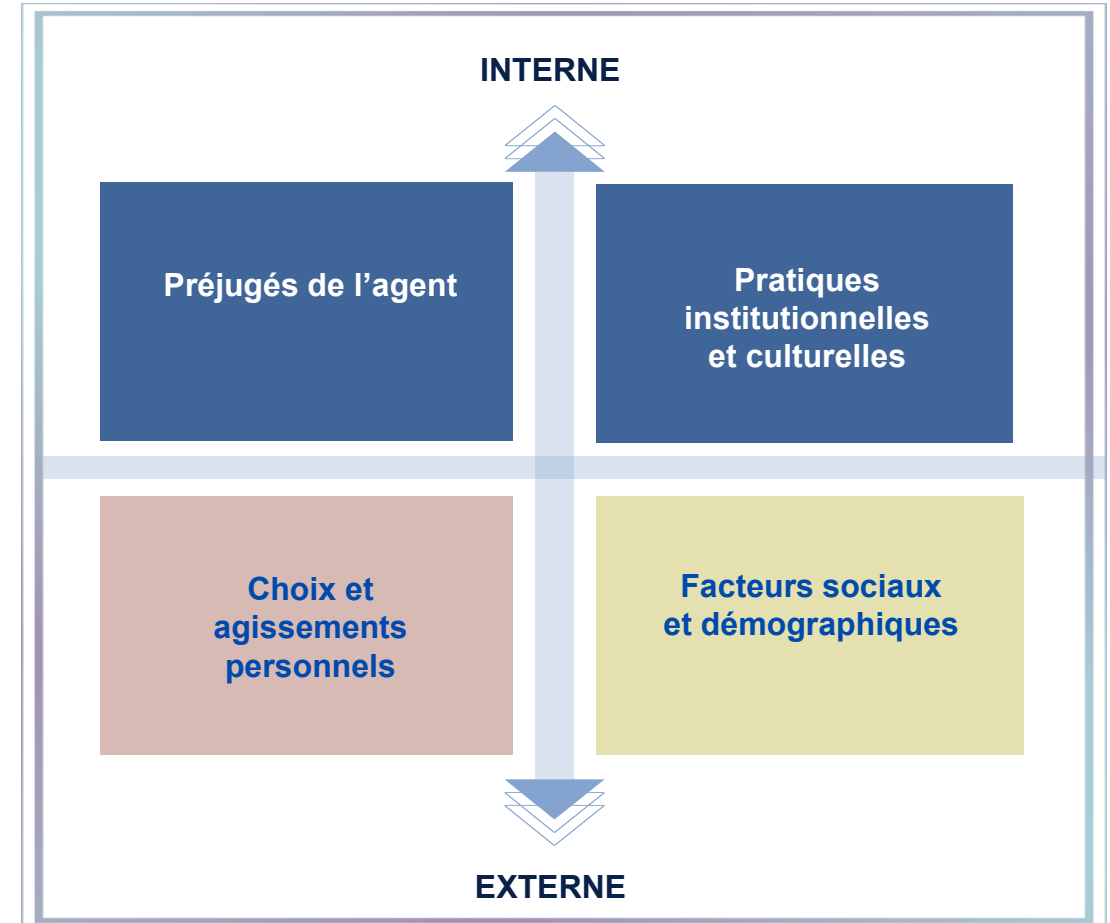 INTERNE
Préjugés de l’agent
Pratiques
institutionnelles
et culturelles
Choix et
agissements
personnels
Facteurs sociaux
et démographiques
EXTERNE